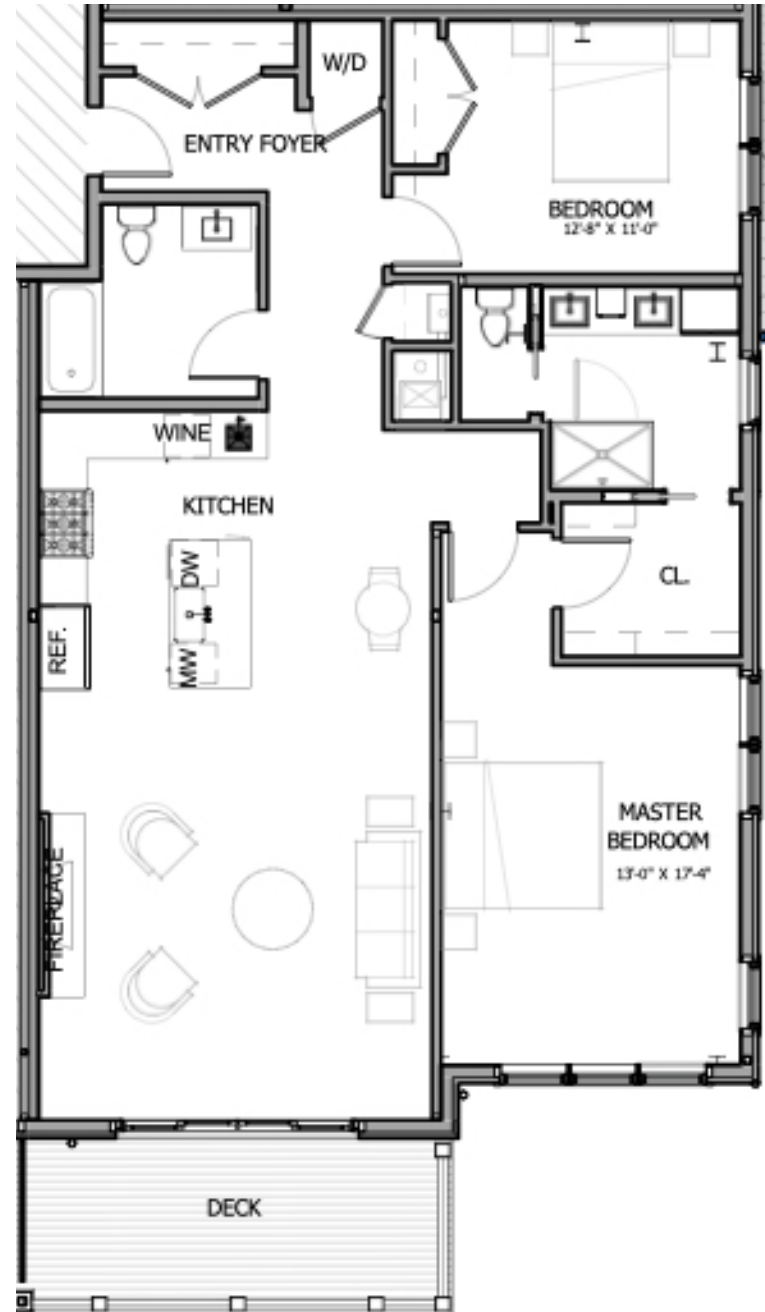 W/D
ENTRY FOYER
BEDROOM
12'-8" X 11'-0"
WINE
KITCHEN
DW
CL.
REF.
MW
MASTER
BEDROOM
13'-0" X 17'-4"
FIREPLACE
DECK